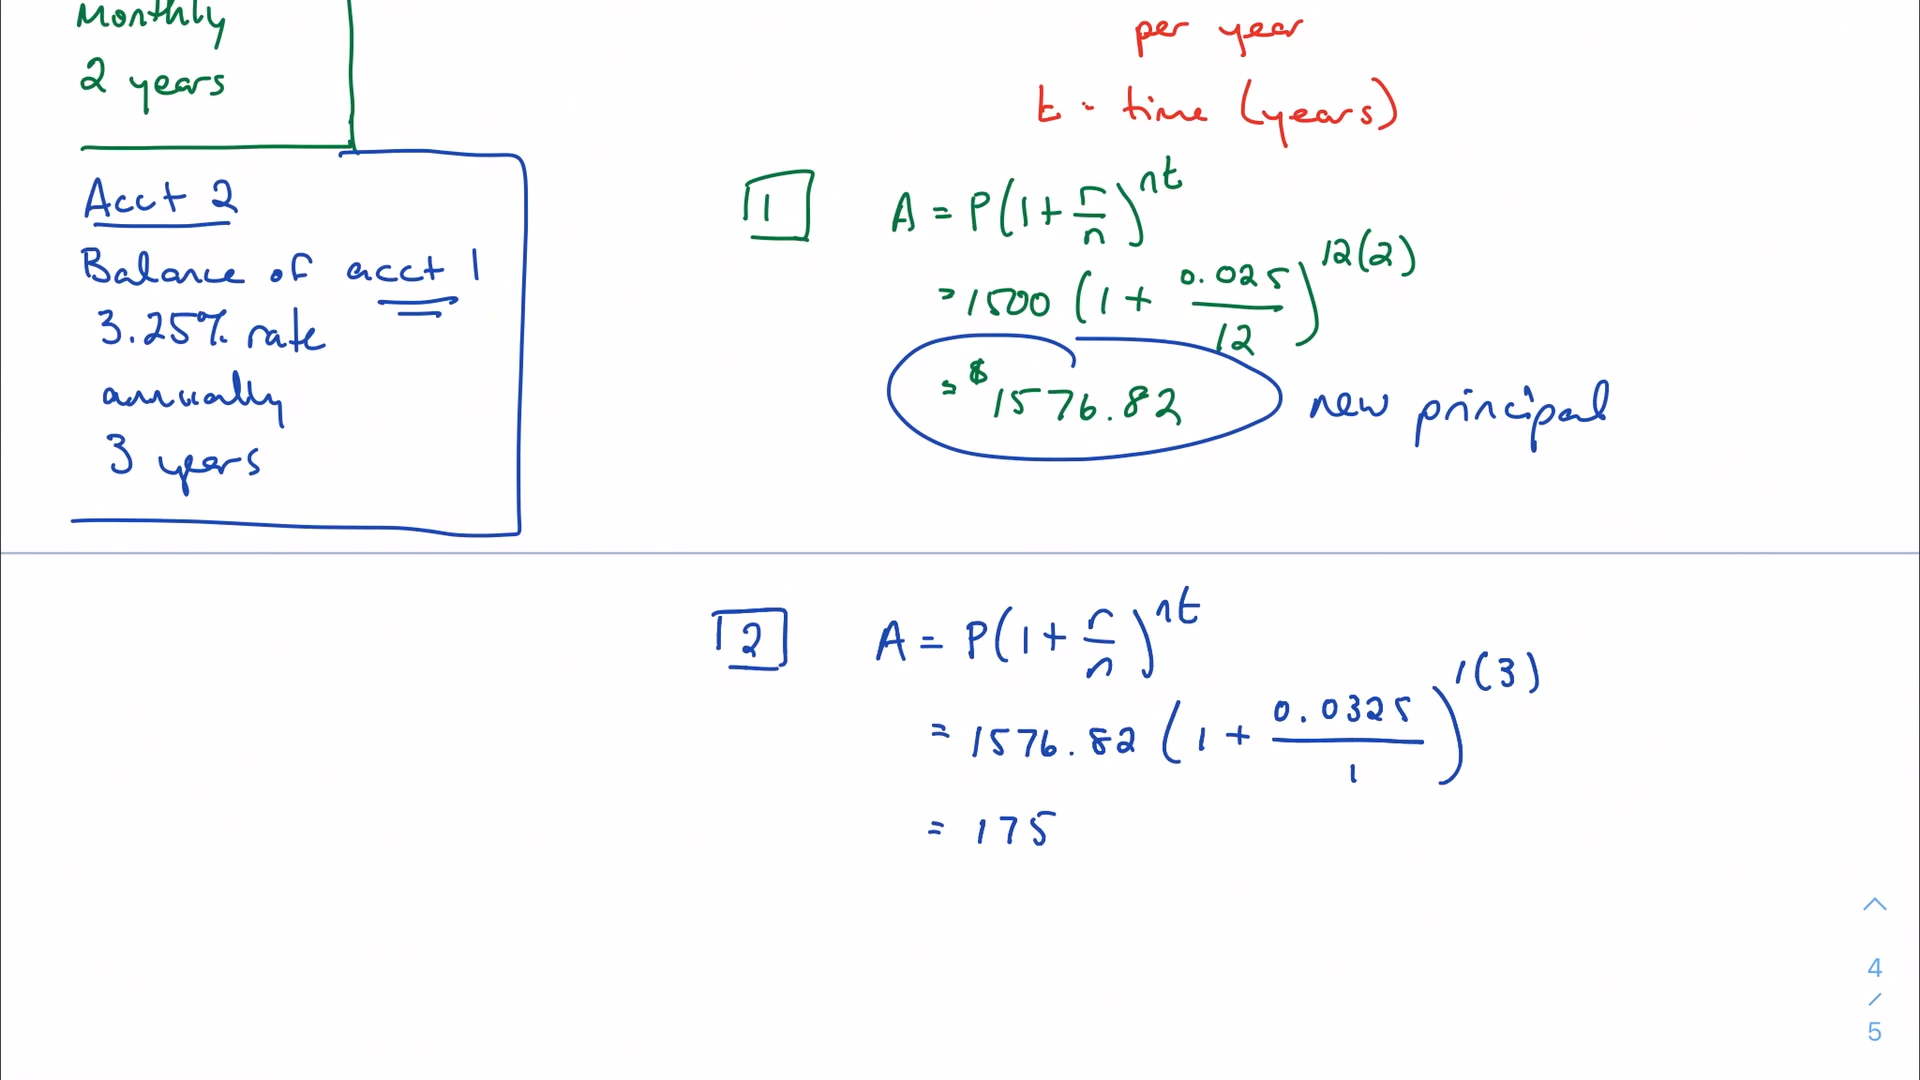 Monthly
2 years
Acct 2
Balance of acct 1
3.25% rate
annually
3 years
per year
t - time (years)
1
A = P(1 + r/n)^nt
= 1500 (1 + 0.025/12)^12(2)
= $1576.82 new principal
2
A = P(1 + r/n)^nt
= 1576.82 (1 + 0.0325/1)^1(3)
= 175
4
/
5